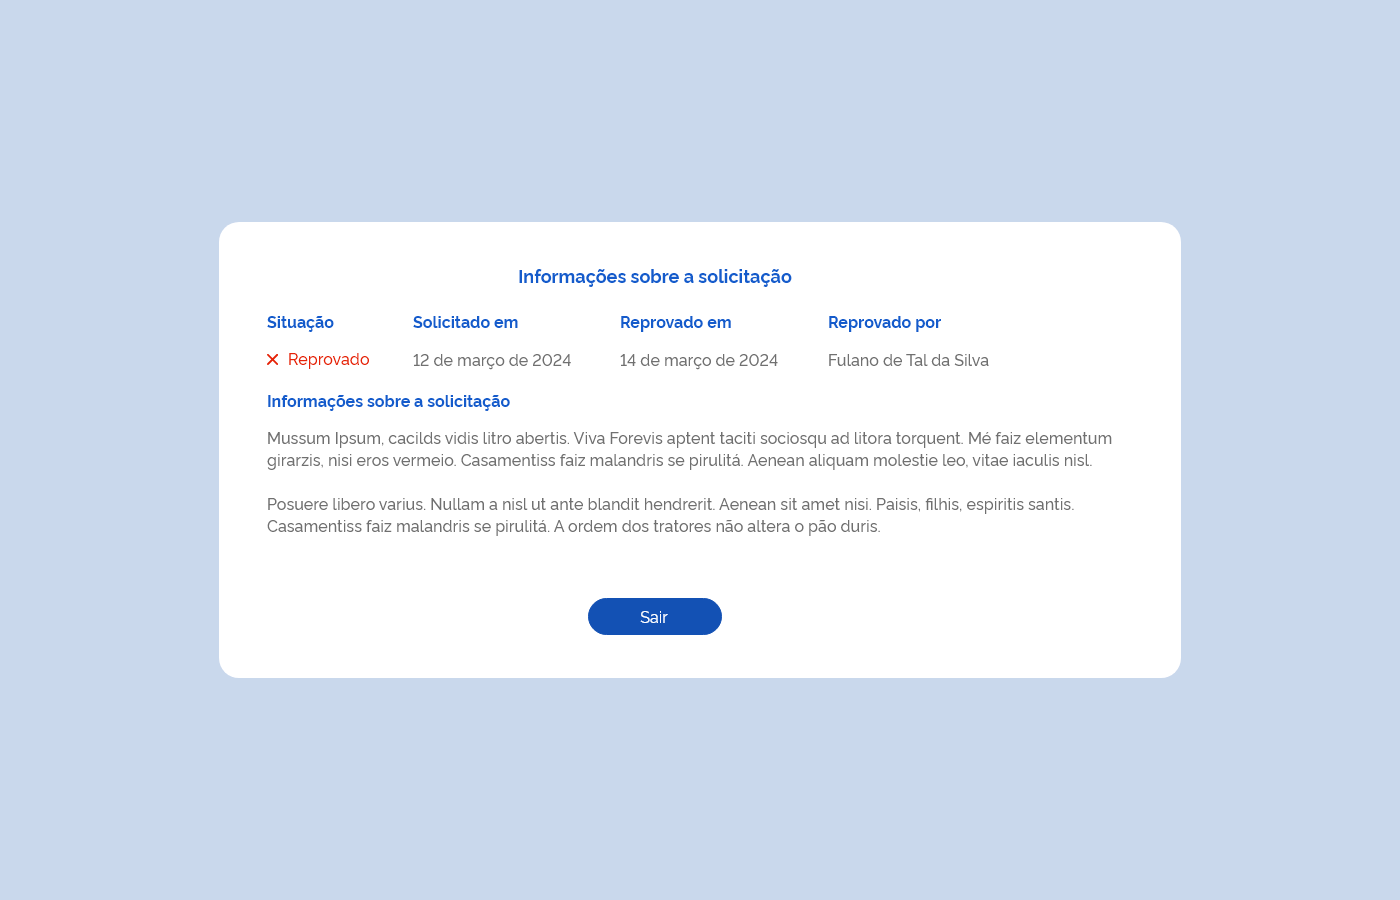 Informações sobre a solicitação
Situação Solicitado em Reprovado em Reprovado por
Reprovado 12 de março de 2024 14 de março de 2024 Fulano de Tal da Silva
Informações sobre a solicitação
Mussum Ipsum, cacilds vidis litro abertis. Viva Forevis aptent taciti sociosqu ad litora torquent. Mé faiz elementum
girarzis, nisi eros vermeio. Casamentiss faiz malandris se pirulitá. Aenean aliquam molestie leo, vitae iaculis nisl.
Posuere libero varius. Nullam a nisl ut ante blandit hendrerit. Aenean sit amet nisi. Paisis, filhis, espiritis santis.
Casamentiss faiz malandris se pirulitá. A ordem dos tratores não altera o pão duris.
Sair